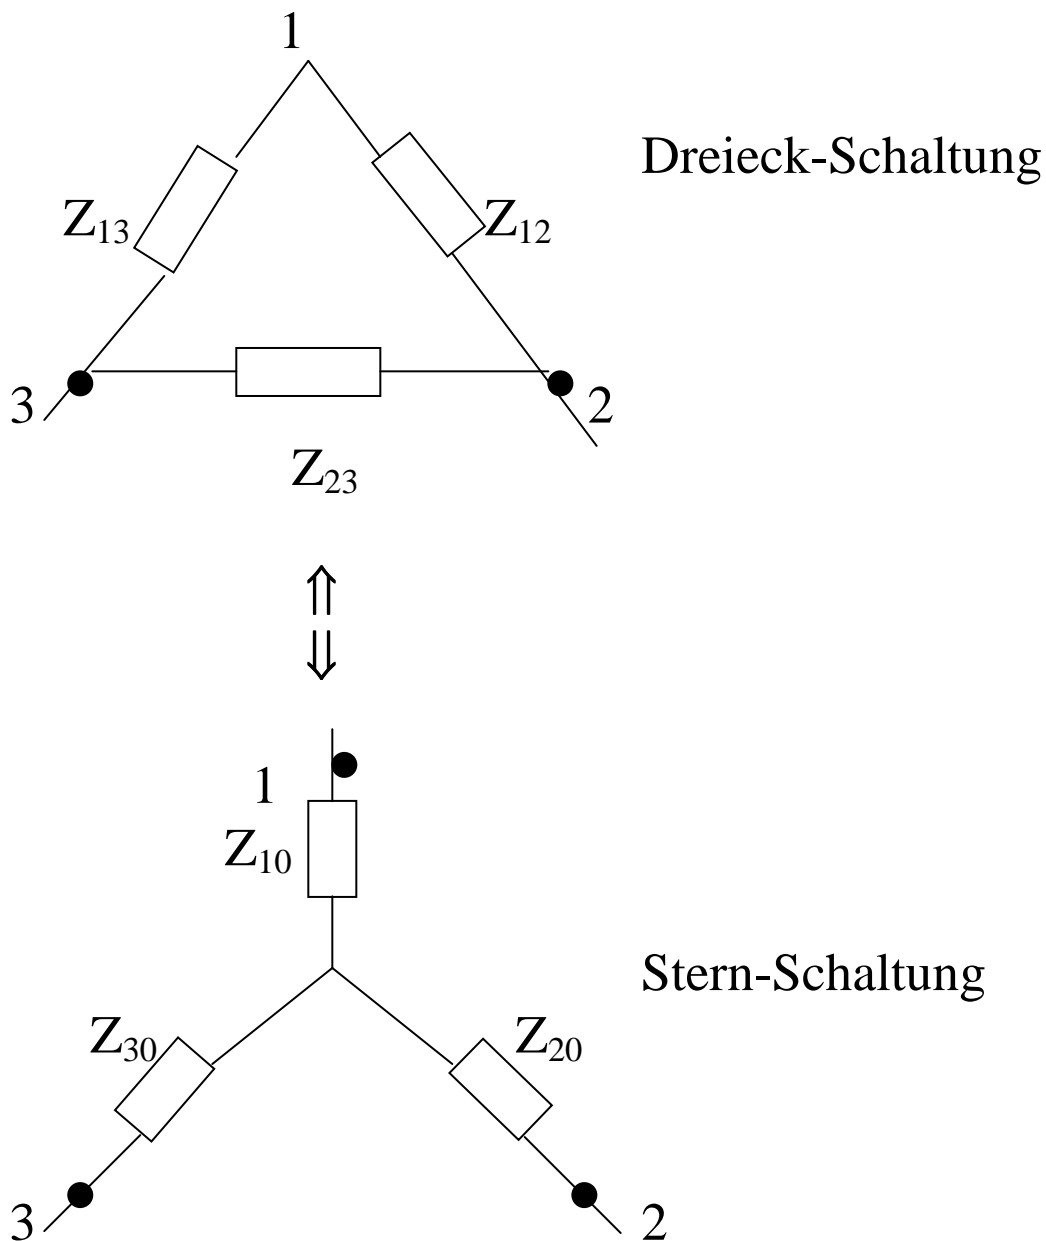 1
Dreieck-Schaltung
Z13
Z12
3
2
Z23
⇑
⇓
1
Z10
Stern-Schaltung
Z30
Z20
3
2